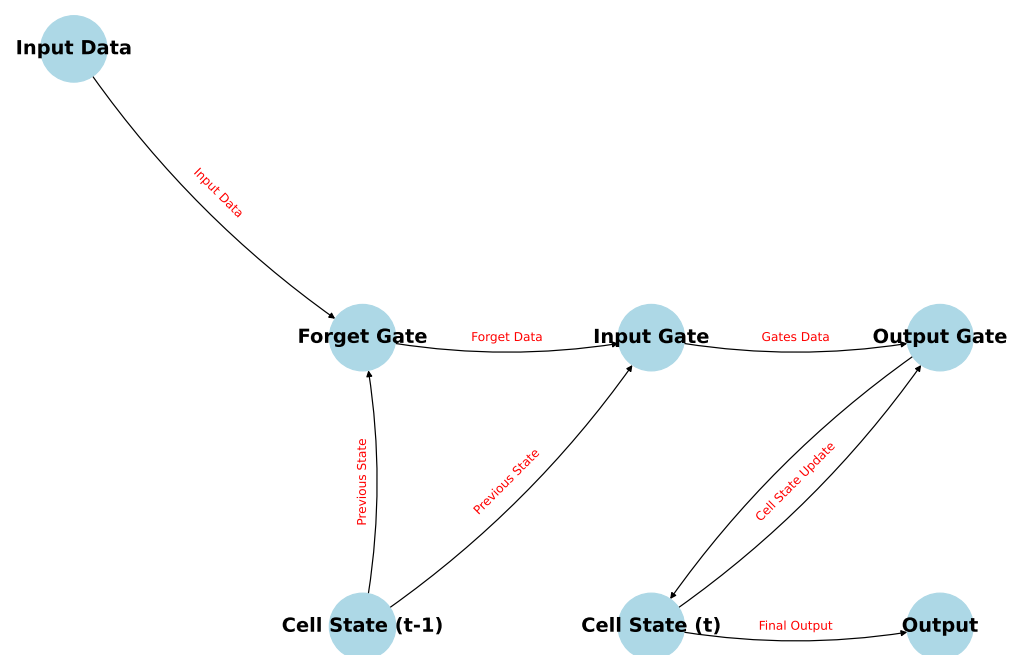 Input Data
Input Data
Forget Gate
Forget Data
Input Gate
Gates Data
Output Gate
Previous State
Previous State
Cell State Update
Cell State (t-1)
Cell State (t)
Final Output
Output